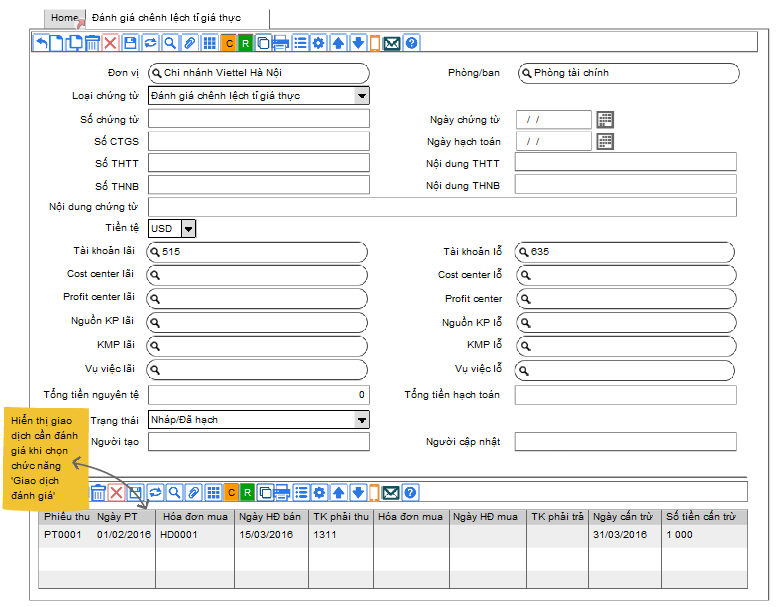 Home Đánh giá chênh lệch tỉ giá thực
C R
Đơn vị Chi nhánh Viettel Hà Nội Phòng/ban Phòng tài chính
Loại chứng từ Đánh giá chênh lệch tỉ giá thực
Số chứng từ Ngày chứng từ / /
Số CTGS Ngày hạch toán / /
Số THTT Nội dung THTT
Số THNB Nội dung THNB
Nội dung chứng từ
Tiền tệ USD
Tài khoản lãi 515 Tài khoản lỗ 635
Cost center lãi Cost center lỗ
Profit center lãi Profit center
Nguồn KP lãi Nguồn KP lỗ
KMP lãi KMP lỗ
Vụ việc lãi Vụ việc lỗ
Tổng tiền nguyên tệ 0 Tổng tiền hạch toán
Trạng thái Nháp/Đã hạch
Người tạo Người cập nhật
Hiển thị giao
dịch cần đánh
giá khi chọn
chức năng
'Giao dịch
đánh giá'
C R
Phiếu thu Ngày PT Hóa đơn mua Ngày HĐ bán TK phải thu Hóa đơn mua Ngày HĐ mua TK phải trả Ngày cấn trừ Số tiền cấn trừ
PT0001 01/02/2016 HD0001 15/03/2016 1311 31/03/2016 1 000